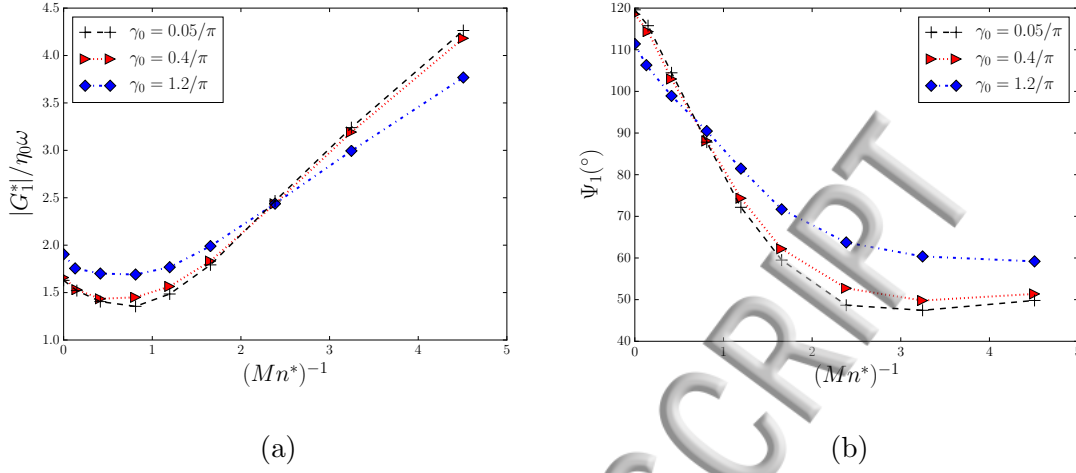 γ₀ = 0.05/π
γ₀ = 0.4/π
γ₀ = 1.2/π
4.5
4.0
3.5
3.0
2.5
2.0
1.5
1.0
|G₁*|/η₀ω
0 1 2 3 4 5
(Mn*)⁻¹
(a)
γ₀ = 0.05/π
γ₀ = 0.4/π
γ₀ = 1.2/π
120
110
100
90
80
70
60
50
40
Ψ₁(°)
0 1 2 3 4 5
(Mn*)⁻¹
(b)
CRIPT